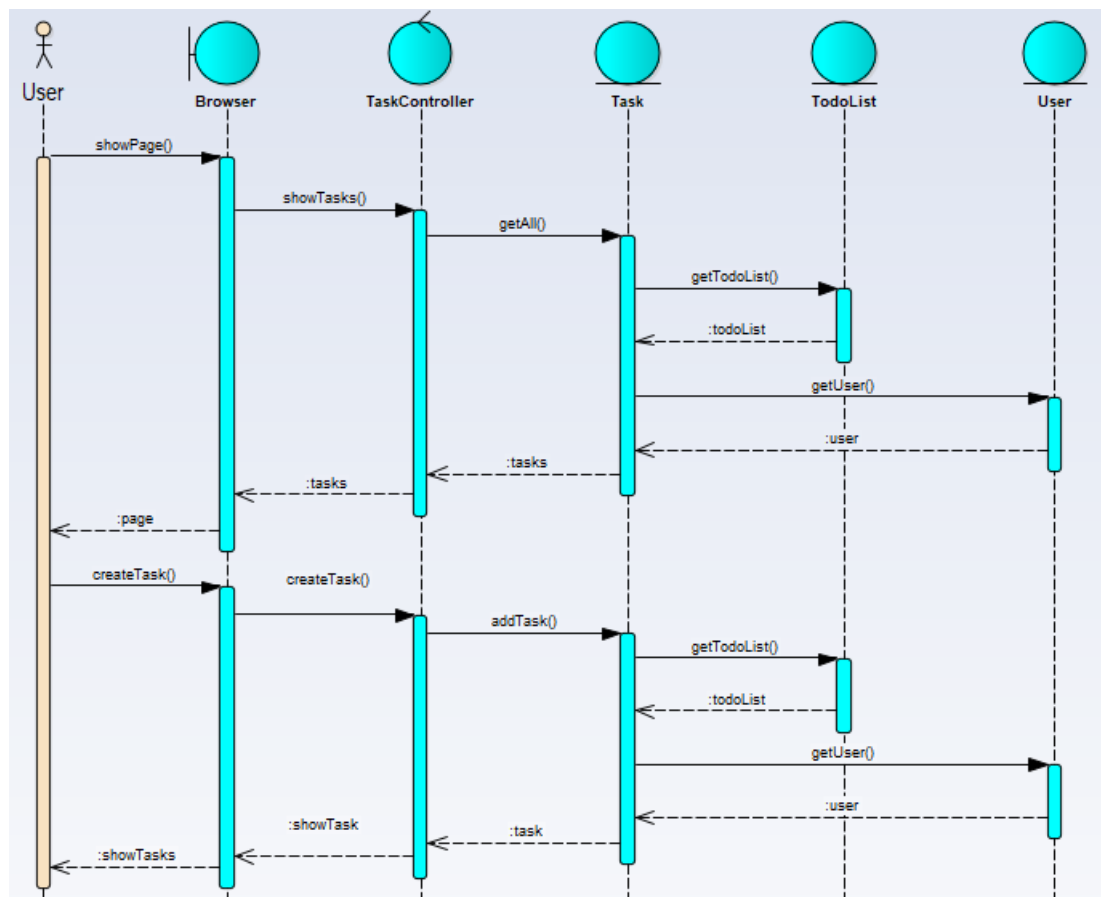 User
Browser
TaskController
Task
TodoList
User
showPage()
showTasks()
getAll()
getTodoList()
:todoList
getUser()
:user
:tasks
:tasks
:page
createTask()
createTask()
addTask()
getTodoList()
:todoList
getUser()
:user
:task
:showTask
:showTasks